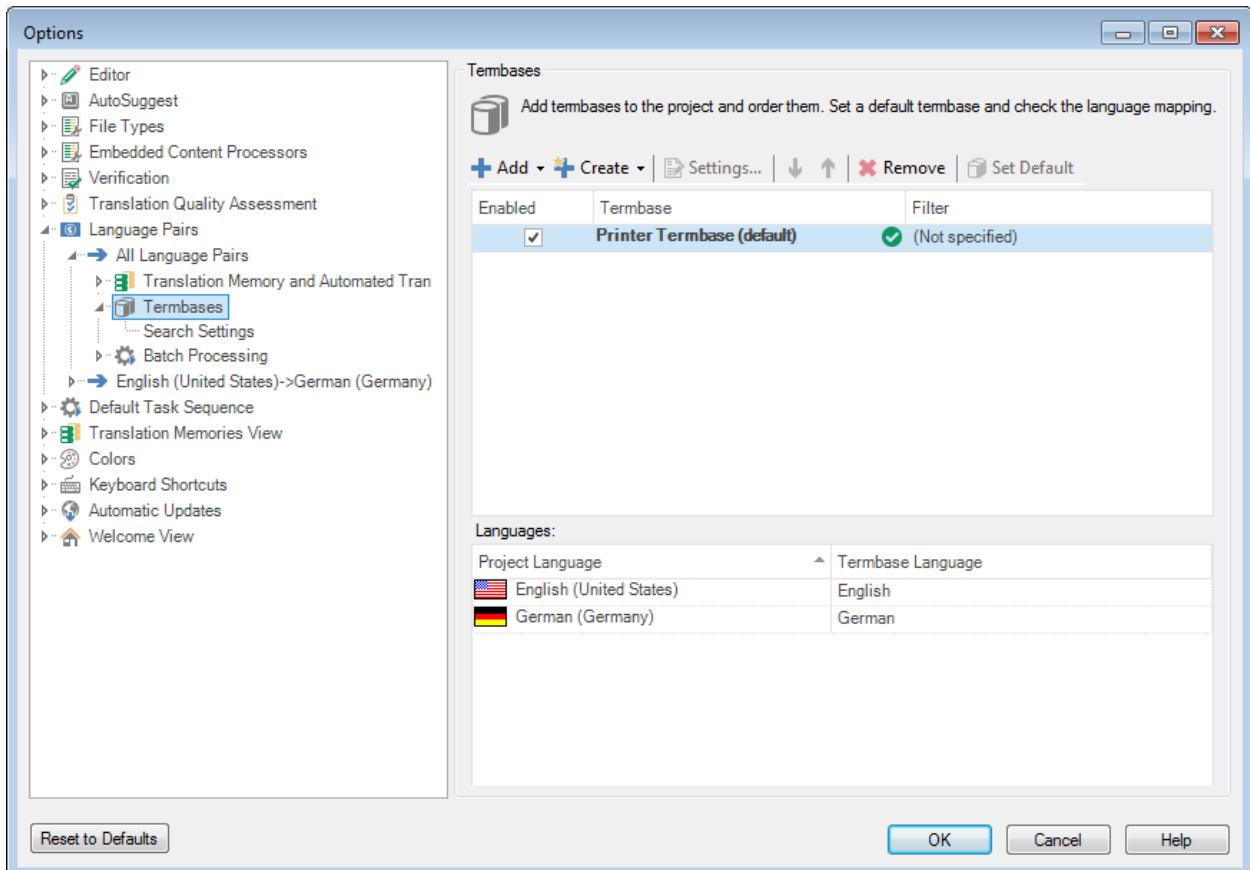 Options
Editor
AutoSuggest
File Types
Embedded Content Processors
Verification
Translation Quality Assessment
Language Pairs
All Language Pairs
Translation Memory and Automated Tran
Termbases
Search Settings
Batch Processing
English (United States)->German (Germany)
Default Task Sequence
Translation Memories View
Colors
Keyboard Shortcuts
Automatic Updates
Welcome View
Termbases
Add termbases to the project and order them. Set a default termbase and check the language mapping.
Add Create Settings... Remove Set Default
Enabled Termbase Filter
Printer Termbase (default) (Not specified)
Languages:
Project Language Termbase Language
English (United States) English
German (Germany) German
Reset to Defaults OK Cancel Help